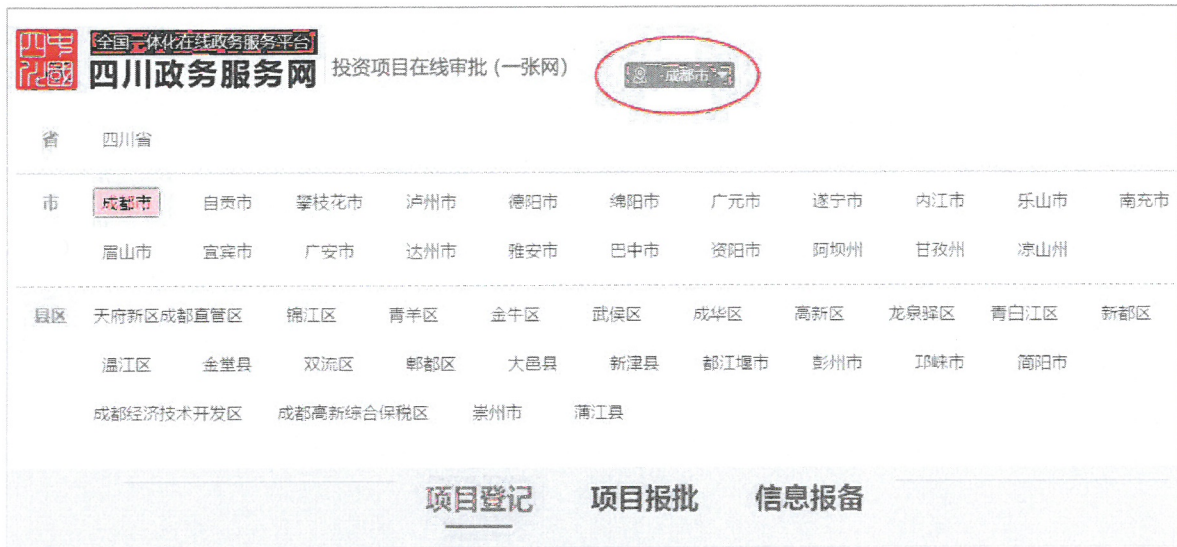 全国一体化在线政务服务平台
四川政务服务网 投资项目在线审批 (一张网) 成都市
省 四川省
市 成都市 自贡市 攀枝花市 泸州市 德阳市 绵阳市 广元市 遂宁市 内江市 乐山市 南充市
眉山市 宜宾市 广安市 达州市 雅安市 巴中市 资阳市 阿坝州 甘孜州 凉山州
县区 天府新区成都直管区 锦江区 青羊区 金牛区 武侯区 成华区 高新区 龙泉驿区 青白江区 新都区
温江区 金堂县 双流区 郫都区 大邑县 新津县 都江堰市 彭州市 邛崃市 简阳市
成都经济技术开发区 成都高新综合保税区 崇州市 蒲江县
项目登记 项目报批 信息报备